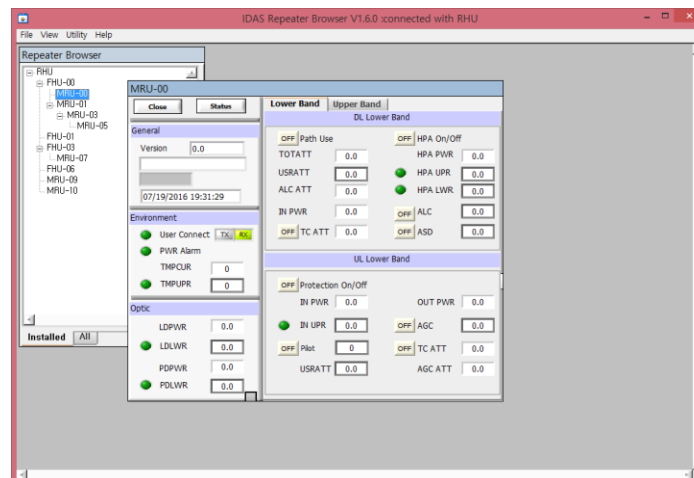 IDAS Repeater Browser V1.6.0 :connected with RHU
File View Utility Help
Repeater Browser
RHU
FHU-00
MRU-00
MRU-01
MRU-03
MRU-05
FHU-01
FHU-03
MRU-07
FHU-06
MRU-09
MRU-10
Installed All
MRU-00
Close Status
General
Version 0.0
07/19/2016 19:31:29
Environment
User Connect TX RX
PWR Alarm
TMPCUR 0
TMPUPR 0
Optic
LDPWR 0.0
LDLWR 0.0
PDPWR 0.0
PDLWR 0.0
Lower Band Upper Band
DL Lower Band
OFF Path Use OFF HPA On/Off
TOTATT 0.0 HPA PWR 0.0
USRATT 0.0 HPA UPR 0.0
ALC ATT 0.0 HPA LWR 0.0
IN PWR 0.0 OFF ALC 0.0
OFF TC ATT 0.0 OFF ASD 0.0
UL Lower Band
OFF Protection On/Off
IN PWR 0.0 OUT PWR 0.0
IN UPR 0.0 OFF AGC 0.0
OFF Pilot 0 OFF TC ATT 0.0
USRATT 0.0 AGC ATT 0.0